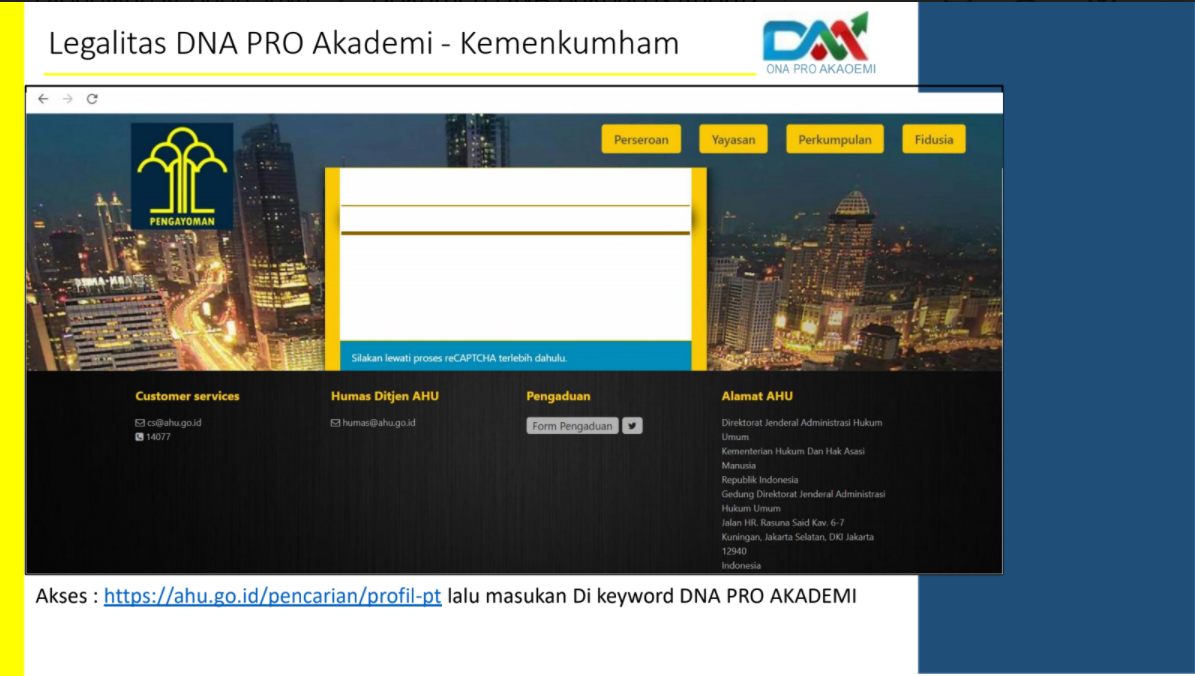 Legalitas DNA PRO Akademi - Kemenkumham
DNA PRO AKADEMI
PENGAYOMAN
Perseroan
Yayasan
Perkumpulan
Fidusia
Silakan lewati proses reCAPTCHA terlebih dahulu.
Customer services
cs@ahu.go.id
14077
Humas Ditjen AHU
humas@ahu.go.id
Pengaduan
Form Pengaduan
Alamat AHU
Direktorat Jenderal Administrasi Hukum
Umum
Kementerian Hukum Dan Hak Asasi
Manusia
Republik Indonesia
Gedung Direktorat Jenderal Administrasi
Hukum Umum
Jalan HR. Rasuna Said Kav. 6-7
Kuningan, Jakarta Selatan, DKI Jakarta
12940
Indonesia
Akses : https://ahu.go.id/pencarian/profil-pt lalu masukan Di keyword DNA PRO AKADEMI